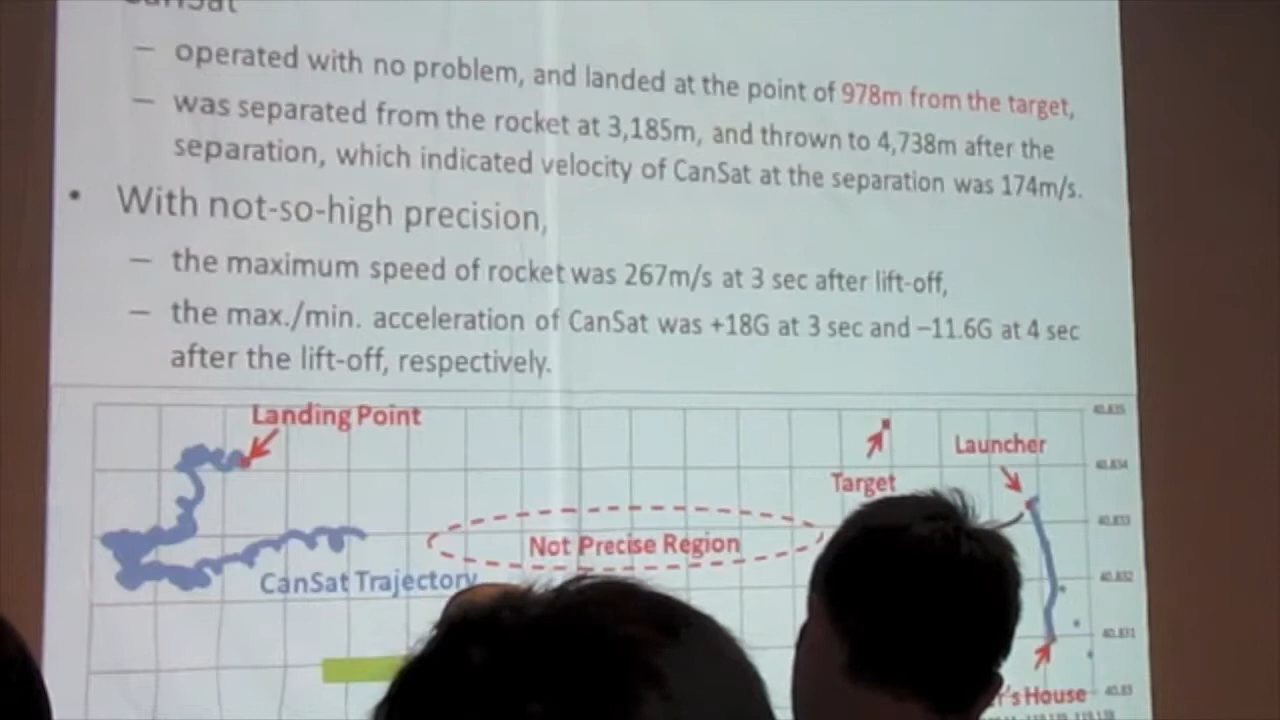 CanSat
– operated with no problem, and landed at the point of 978m from the target,
– was separated from the rocket at 3,185m, and thrown to 4,738m after the
separation, which indicated velocity of CanSat at the separation was 174m/s.
• With not-so-high precision,
– the maximum speed of rocket was 267m/s at 3 sec after lift-off,
– the max./min. acceleration of CanSat was +18G at 3 sec and –11.6G at 4 sec
after the lift-off, respectively.
Landing Point
Target
Launcher
Not Precise Region
CanSat Trajectory
's House
40.835
40.834
40.833
40.832
40.831
40.83